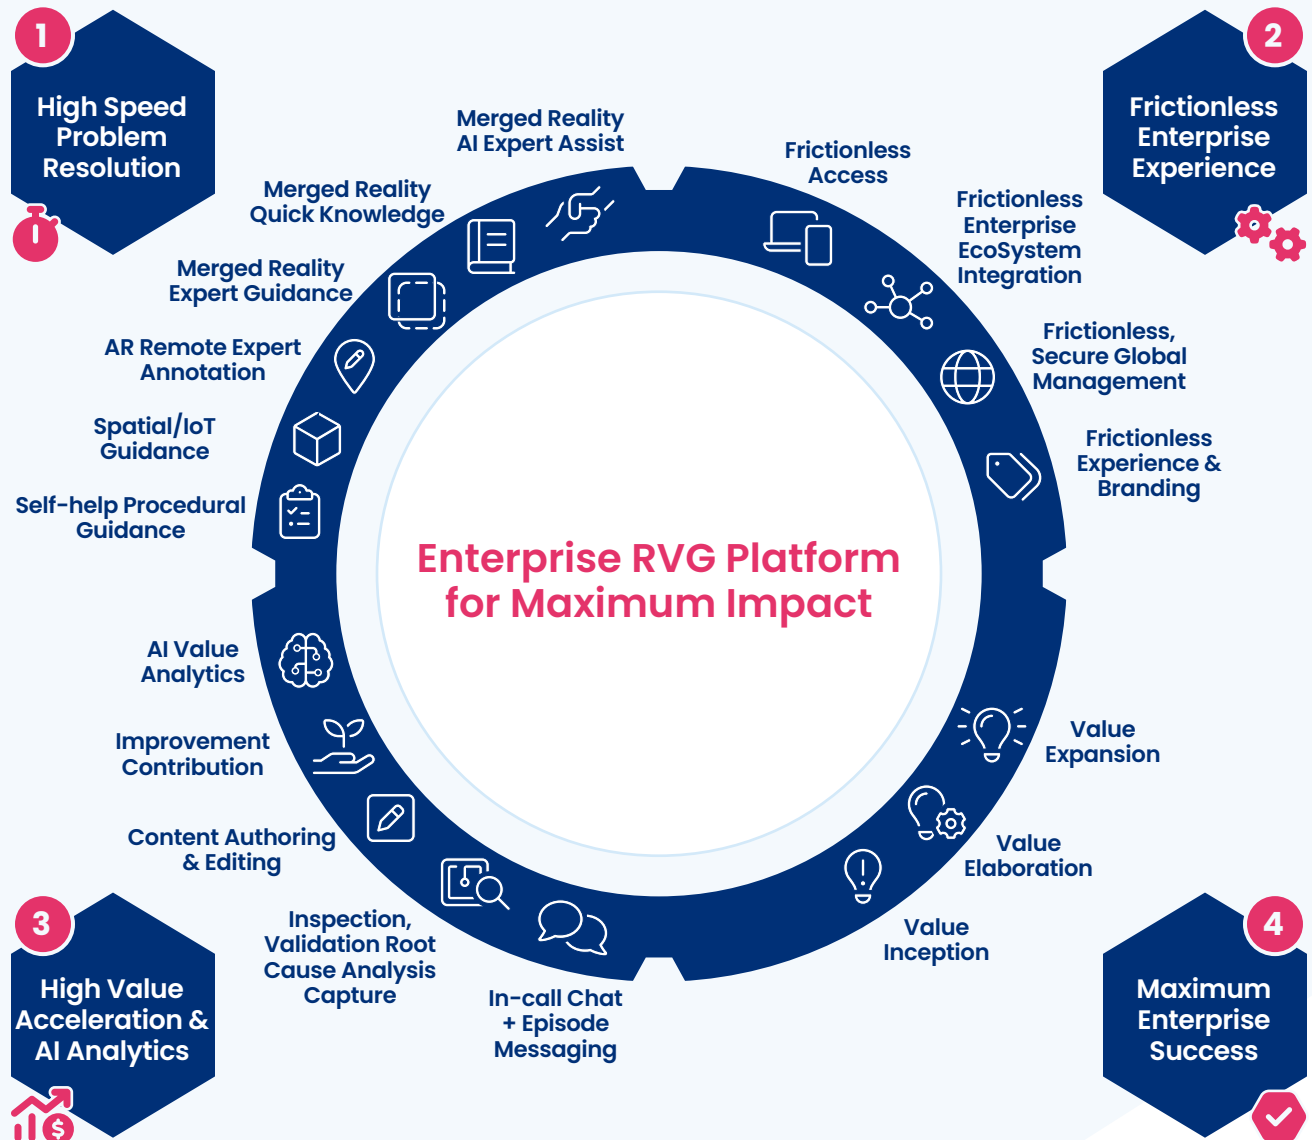 1
High Speed
Problem
Resolution
2
Frictionless
Enterprise
Experience
Merged Reality
AI Expert Assist
Merged Reality
Quick Knowledge
Merged Reality
Expert Guidance
AR Remote Expert
Annotation
Spatial/IoT
Guidance
Self-help Procedural
Guidance
Frictionless
Access
Frictionless
Enterprise
EcoSystem
Integration
Frictionless,
Secure Global
Management
Frictionless
Experience &
Branding
Enterprise RVG Platform
for Maximum Impact
AI Value
Analytics
Improvement
Contribution
Content Authoring
& Editing
Inspection,
Validation Root
Cause Analysis
Capture
In-call Chat
+ Episode
Messaging
Value
Expansion
Value
Elaboration
Value
Inception
3
High Value
Acceleration &
AI Analytics
$
4
Maximum
Enterprise
Success